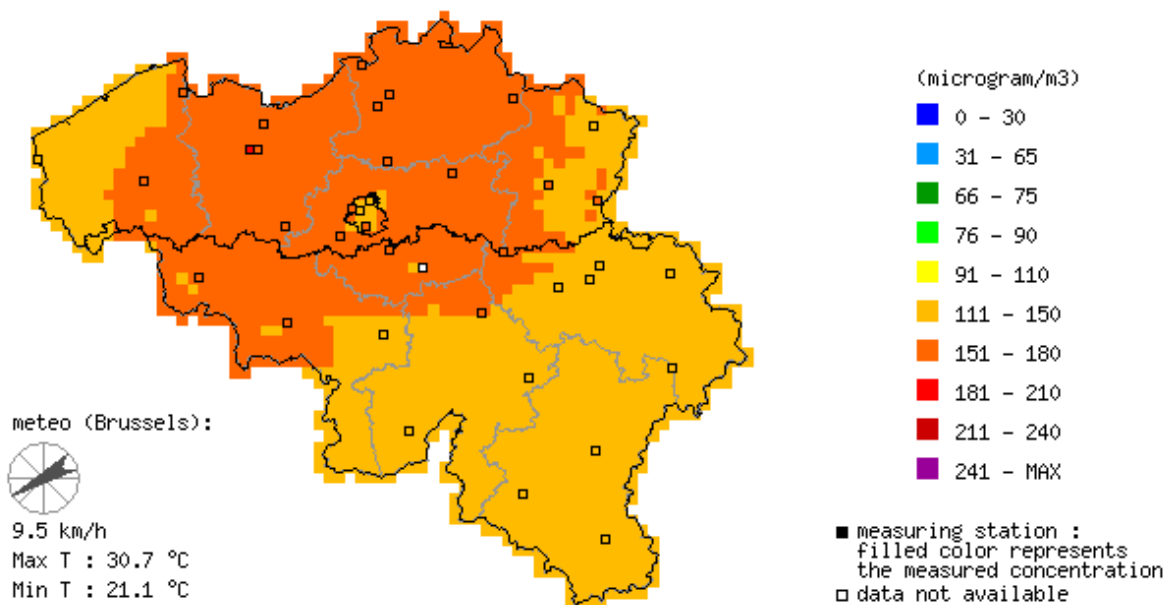 (microgram/m3)
0 - 30
31 - 65
66 - 75
76 - 90
91 - 110
111 - 150
151 - 180
181 - 210
211 - 240
241 - MAX
meteo (Brussels):
9.5 km/h
Max T : 30.7 °C
Min T : 21.1 °C
measuring station :
filled color represents
the measured concentration
data not available